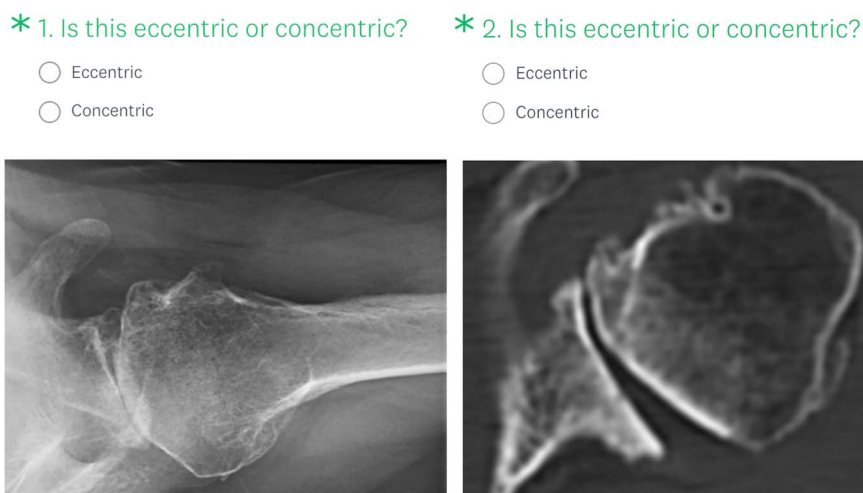 * 1. Is this eccentric or concentric?
Eccentric
Concentric
* 2. Is this eccentric or concentric?
Eccentric
Concentric